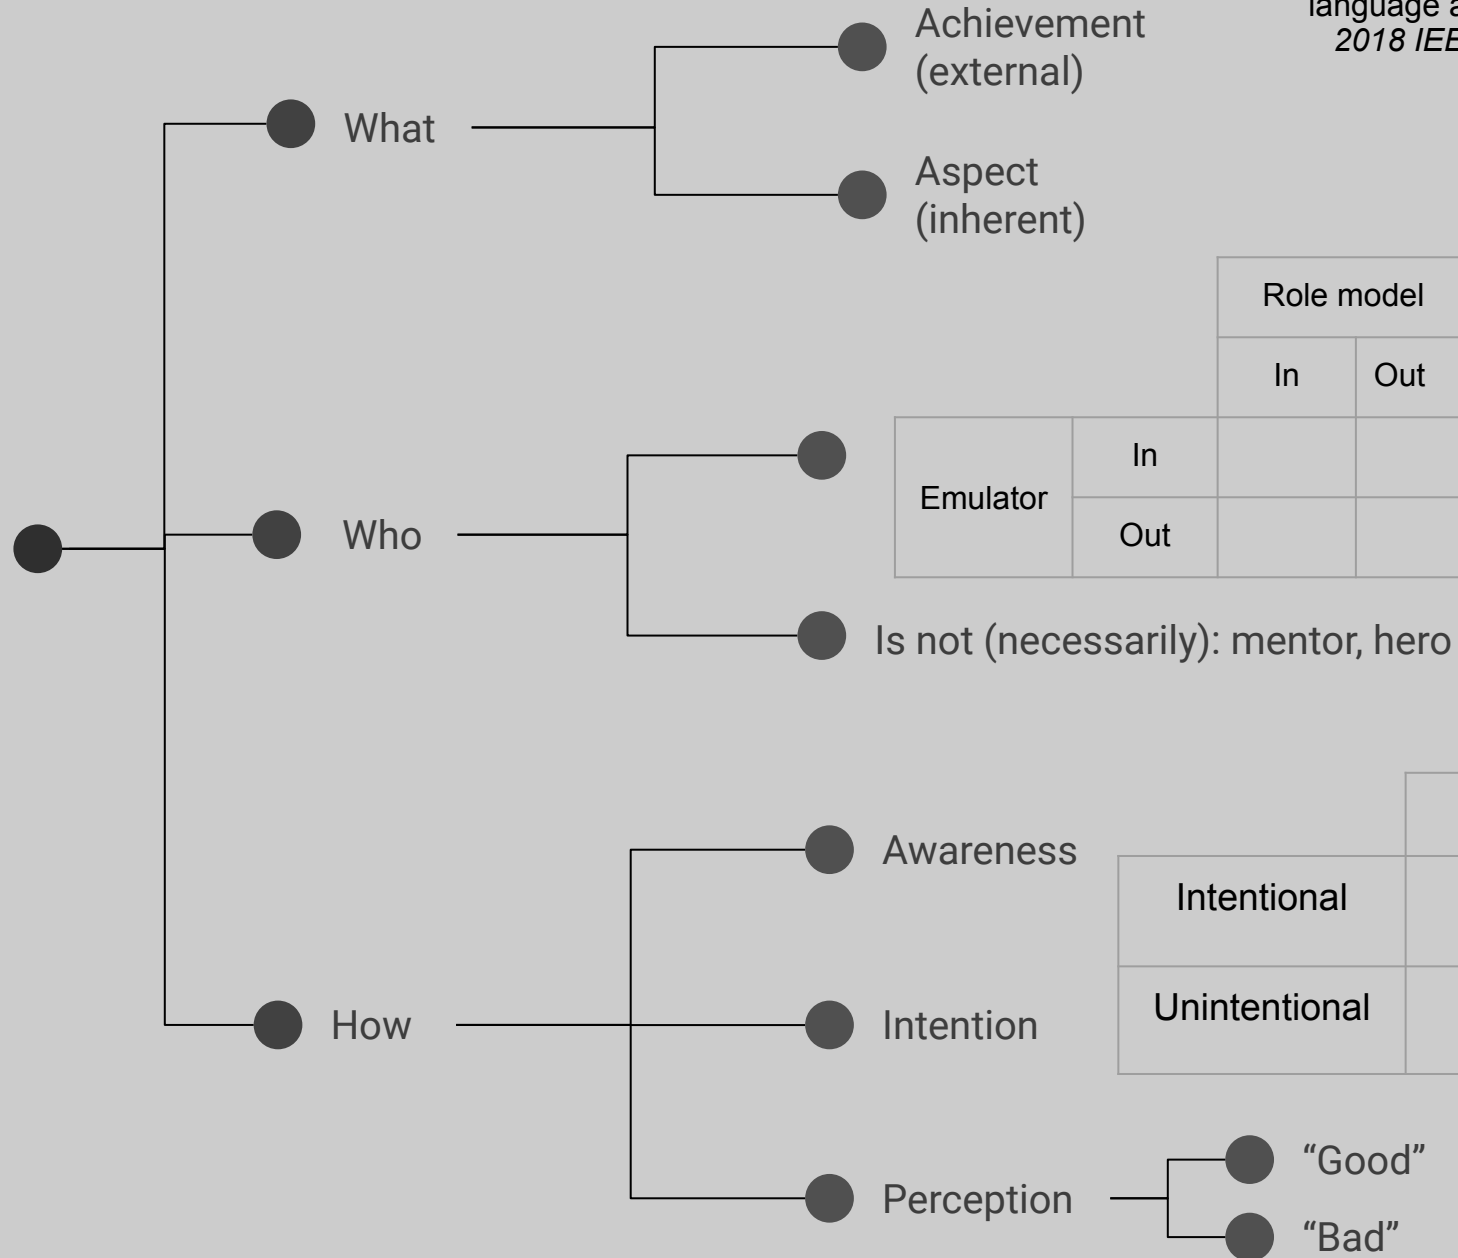 language a
2018 IEE
Achievement
(external)
What
Aspect
(inherent)
Role model
In Out
In
Emulator
Out
Who
Is not (necessarily): mentor, hero
Awareness
Intentional
Unintentional
How
Intention
Perception
“Good”
“Bad”